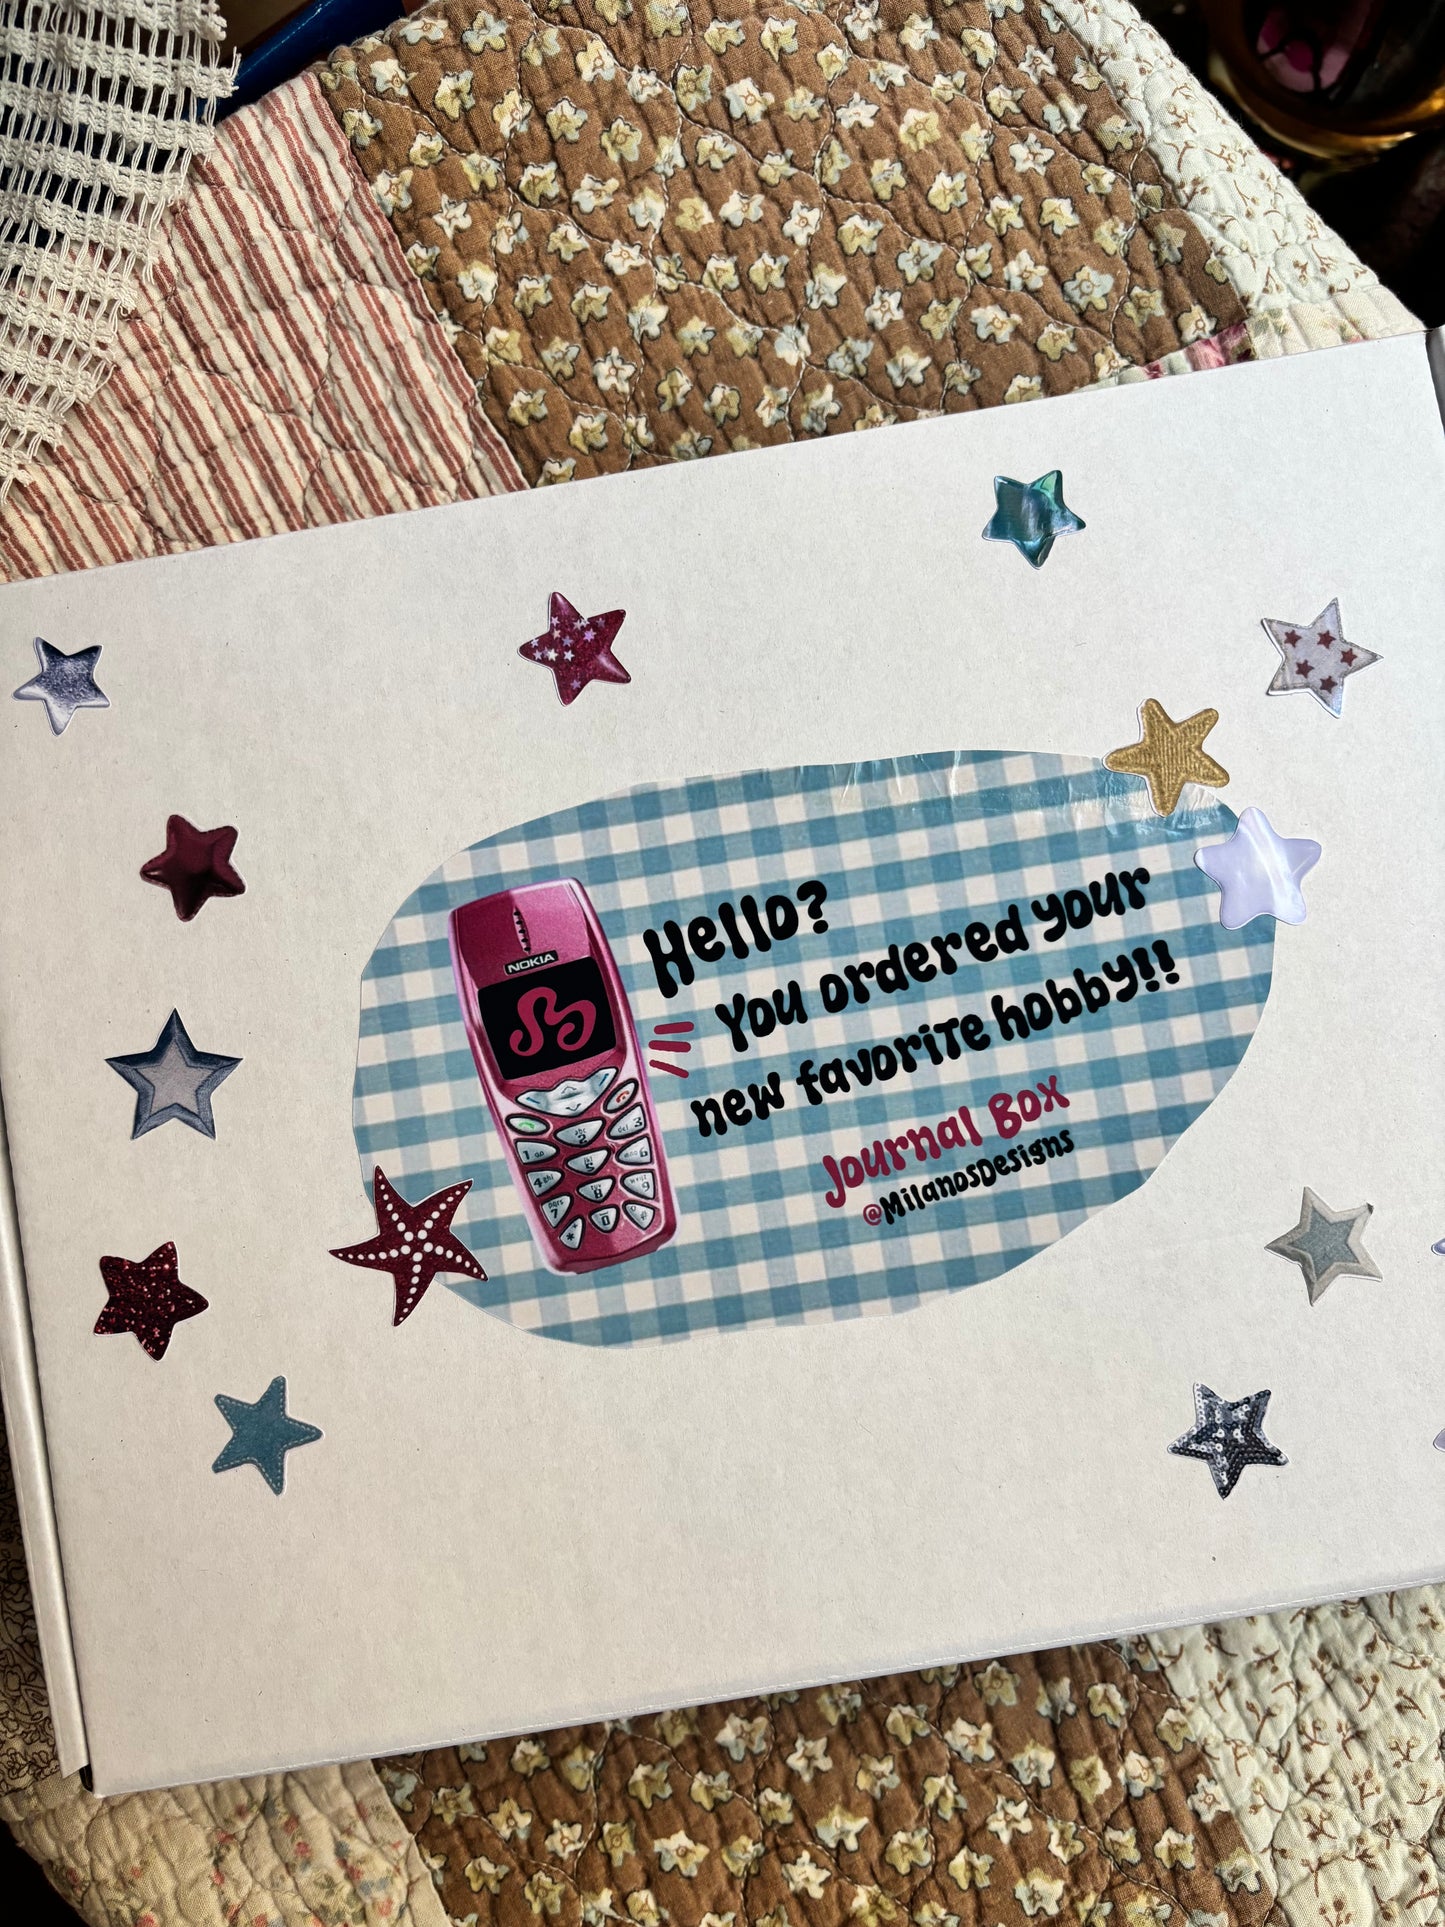 NOKIA
Hello?
You ordered your
new favorite hobby!!
Journal Box
@MilanosDesigns